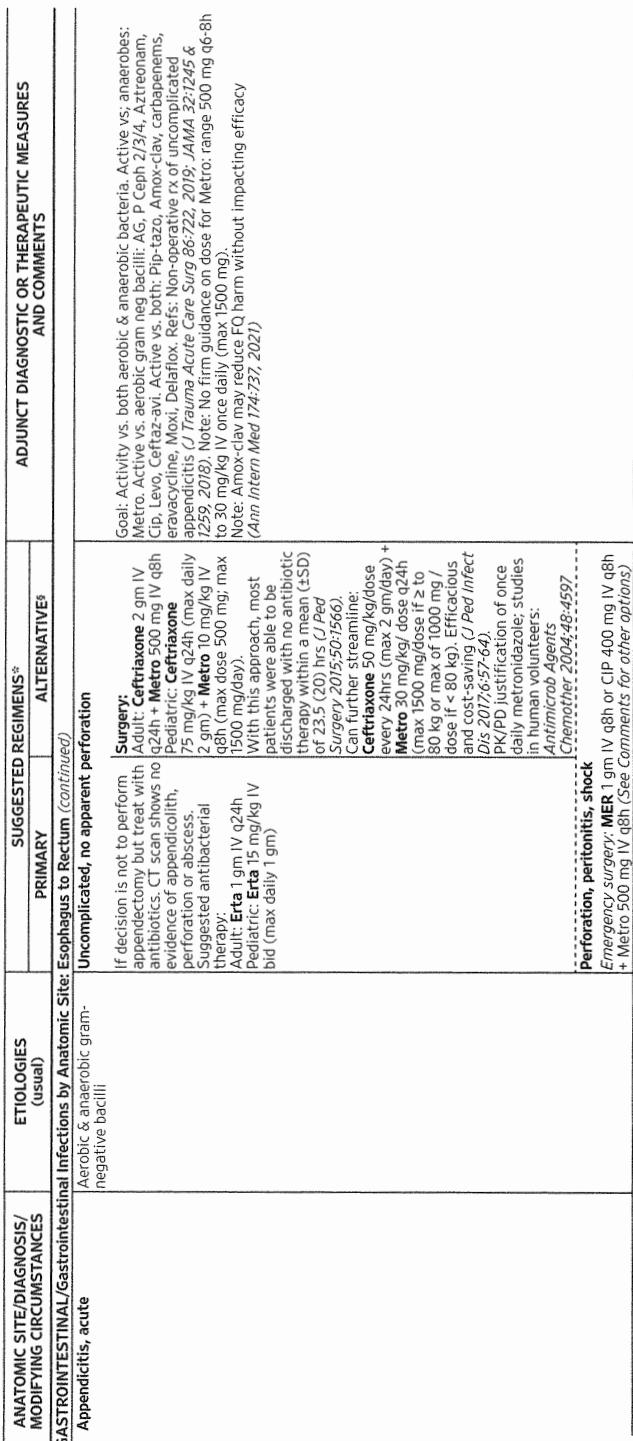 ANATOMIC SITE/DIAGNOSIS/
MODIFYING CIRCUMSTANCES
ETIOLOGIES
(usual)
SUGGESTED REGIMENS*
PRIMARY
ALTERNATIVE§
ADJUNCT DIAGNOSTIC OR THERAPEUTIC MEASURES
AND COMMENTS
GASTROINTESTINAL/Gastrointestinal Infections by Anatomic Site: Esophagus to Rectum (continued)
Appendicitis, acute
Aerobic & anaerobic gram-
negative bacilli
Uncomplicated, no apparent perforation
If decision is not to perform
appendectomy but treat with
antibiotics. CT scan shows no
evidence of appendicolith,
perforation or abscess.
Suggested antibacterial
therapy:
Adult: Erta 1 gm IV q24h
Pediatric: Erta 15 mg/kg IV
bid (max daily 1 gm)
Surgery:
Adult: Ceftriaxone 2 gm IV
q24h + Metro 500 mg IV q8h
Pediatric: Ceftriaxone
75 mg/kg IV q24h (max daily
2 gm) + Metro 10 mg/kg IV
q8h (max dose 500 mg; max
1500 mg/day).
With this approach, most
patients were able to be
discharged with no antibiotic
therapy within a mean (±SD)
of 23.5 (20) hrs (J Ped
Surgery 2015;50:1566).
Can further streamline:
Ceftriaxone 50 mg/kg/dose
every 24hrs (max 2 gm/day) +
Metro 30 mg/kg/ dose q24h
(max 1500 mg/dose if ≥ to
80 kg or max of 1000 mg /
dose if < 80 kg). Efficacious
and cost-saving (J Ped Infect
Dis 2017;6:57-64).
PK/PD justification of once
daily metronidazole; studies
in human volunteers:
Antimicrob Agents
Chemother 2004;48:4597
Goal: Activity vs. both aerobic & anaerobic bacteria. Active vs; anaerobes:
Metro. Active vs. aerobic gram neg bacilli: AG, P Ceph 2/3/4, Aztreonam,
Cip, Levo, Ceftaz-avi. Active vs. both: Pip-tazo, Amox-clav, carbapenems,
eravacycline, Moxi, Delaflox. Refs: Non-operative rx of uncomplicated
appendicitis (J Trauma Acute Care Surg 86:722, 2019; JAMA 32:1245 &
1259, 2018). Note: No firm guidance on dose for Metro: range 500 mg q6-8h
to 30 mg/kg IV once daily (max 1500 mg).
Note: Amox-clav may reduce FQ harm without impacting efficacy
(Ann Intern Med 174:737, 2021)
Perforation, peritonitis, shock
Emergency surgery: MER 1 gm IV q8h or CIP 400 mg IV q8h
+ Metro 500 mg IV q8h (See Comments for other options)